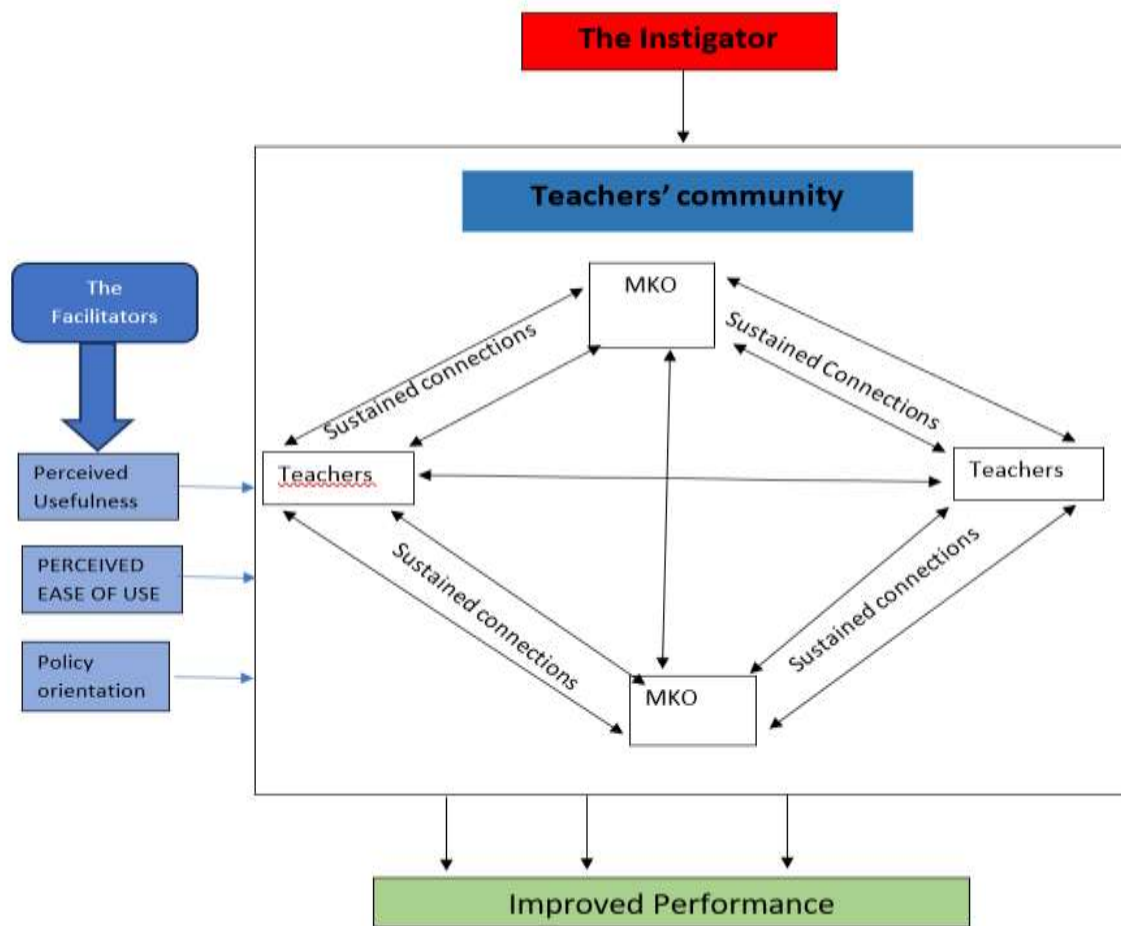 The Instigator
Teachers’ community
The
Facilitators
MKO
Sustained connections
Sustained Connections
Perceived
Usefulness
Teachers
Teachers
PERCEIVED
EASE OF USE
Sustained connections
Sustained connections
Policy
orientation
MKO
Improved Performance